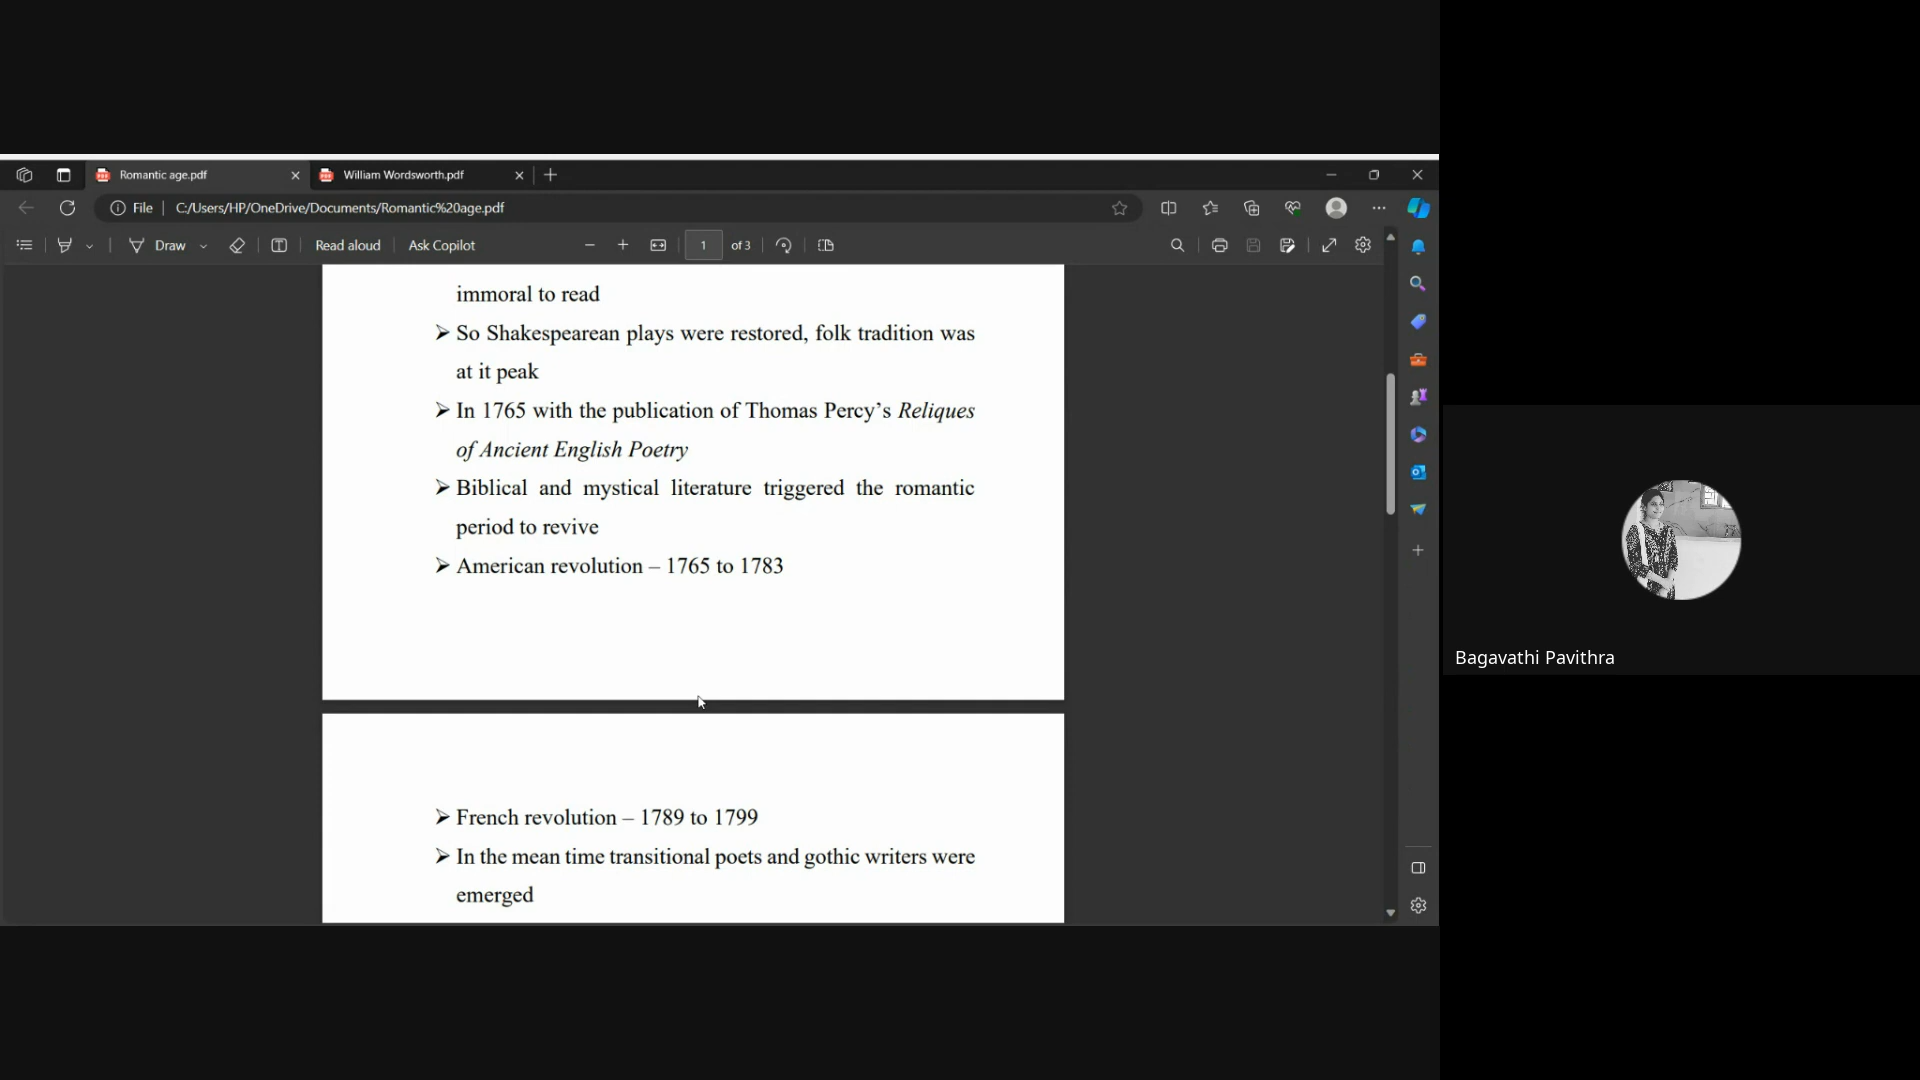 Romantic age.pdf
William Wordsworth.pdf
File
C:/Users/HP/OneDrive/Documents/Romantic%20age.pdf
Draw
Read aloud
Ask Copilot
1
of 3
immoral to read
➢ So Shakespearean plays were restored, folk tradition was
at it peak
➢ In 1765 with the publication of Thomas Percy’s Reliques
of Ancient English Poetry
➢ Biblical and mystical literature triggered the romantic
period to revive
➢ American revolution – 1765 to 1783
➢ French revolution – 1789 to 1799
➢ In the mean time transitional poets and gothic writers were
emerged
Bagavathi Pavithra